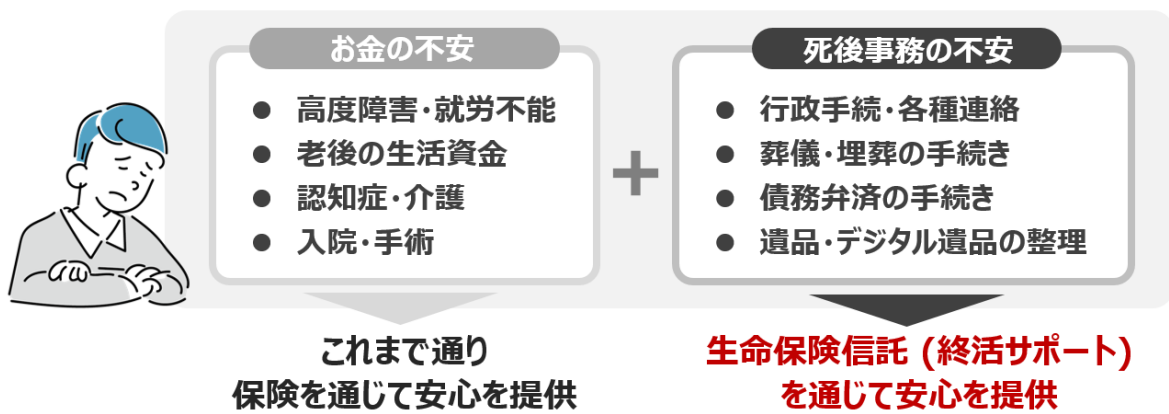 お金の不安
● 高度障害・就労不能
● 老後の生活資金
● 認知症・介護
● 入院・手術
これまで通り
保険を通じて安心を提供
+
死後事務の不安
● 行政手続・各種連絡
● 葬儀・埋葬の手続き
● 債務弁済の手続き
● 遺品・デジタル遺品の整理
生命保険信託 (終活サポート)
を通じて安心を提供